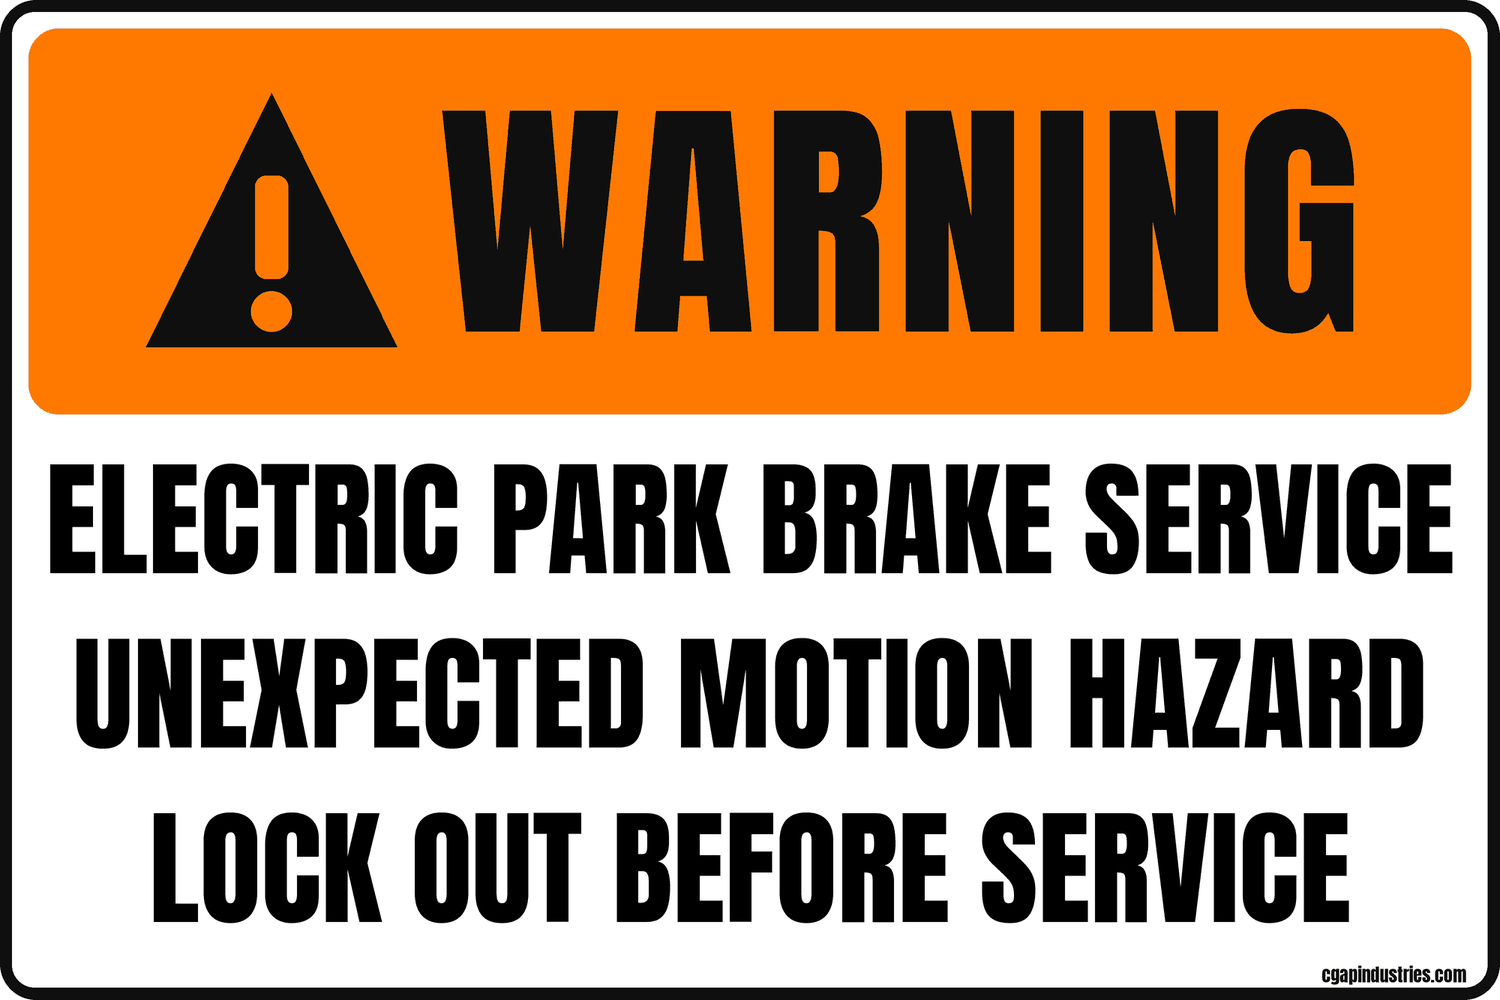 WARNING
ELECTRIC PARK BRAKE SERVICE
UNEXPECTED MOTION HAZARD
LOCK OUT BEFORE SERVICE
cgapindustries.com